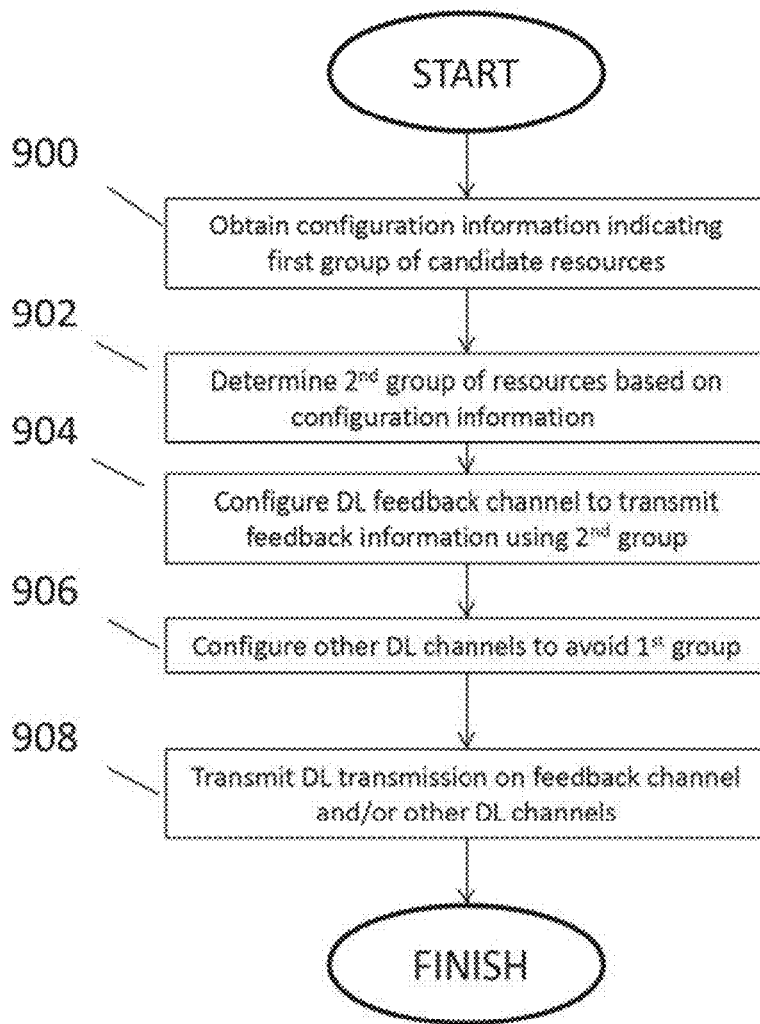 START
900
Obtain configuration information indicating
first group of candidate resources
902
Determine 2nd group of resources based on
configuration information
904
Configure DL feedback channel to transmit
feedback information using 2nd group
906
Configure other DL channels to avoid 1st group
908
Transmit DL transmission on feedback channel
and/or other DL channels
FINISH